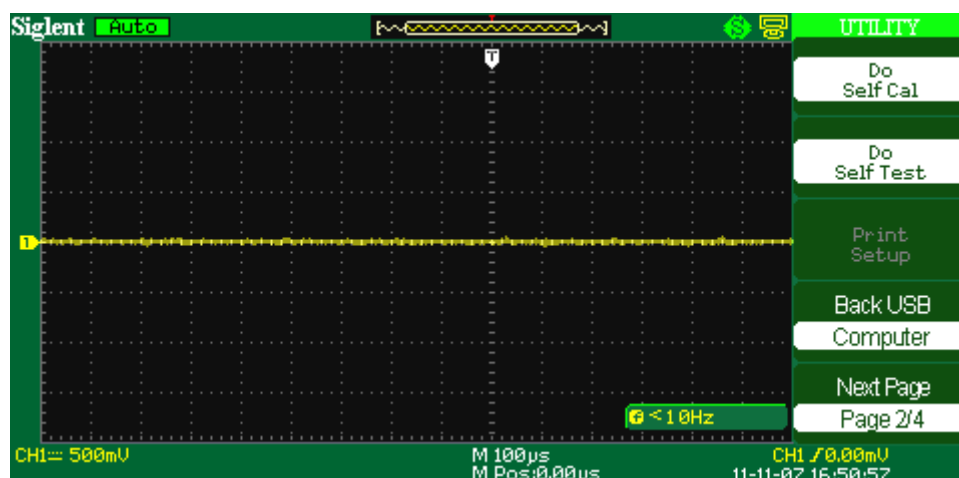 Siglent Auto
S
UTILITY
T
Do
Self Cal
Do
Self Test
1
Print
Setup
Back USB
Computer
Next Page
f <10Hz
Page 2/4
CH1 500mV
M 100µs
CH1 0.00mV
M Pos:0.00µs
11-11-07 16:50:57